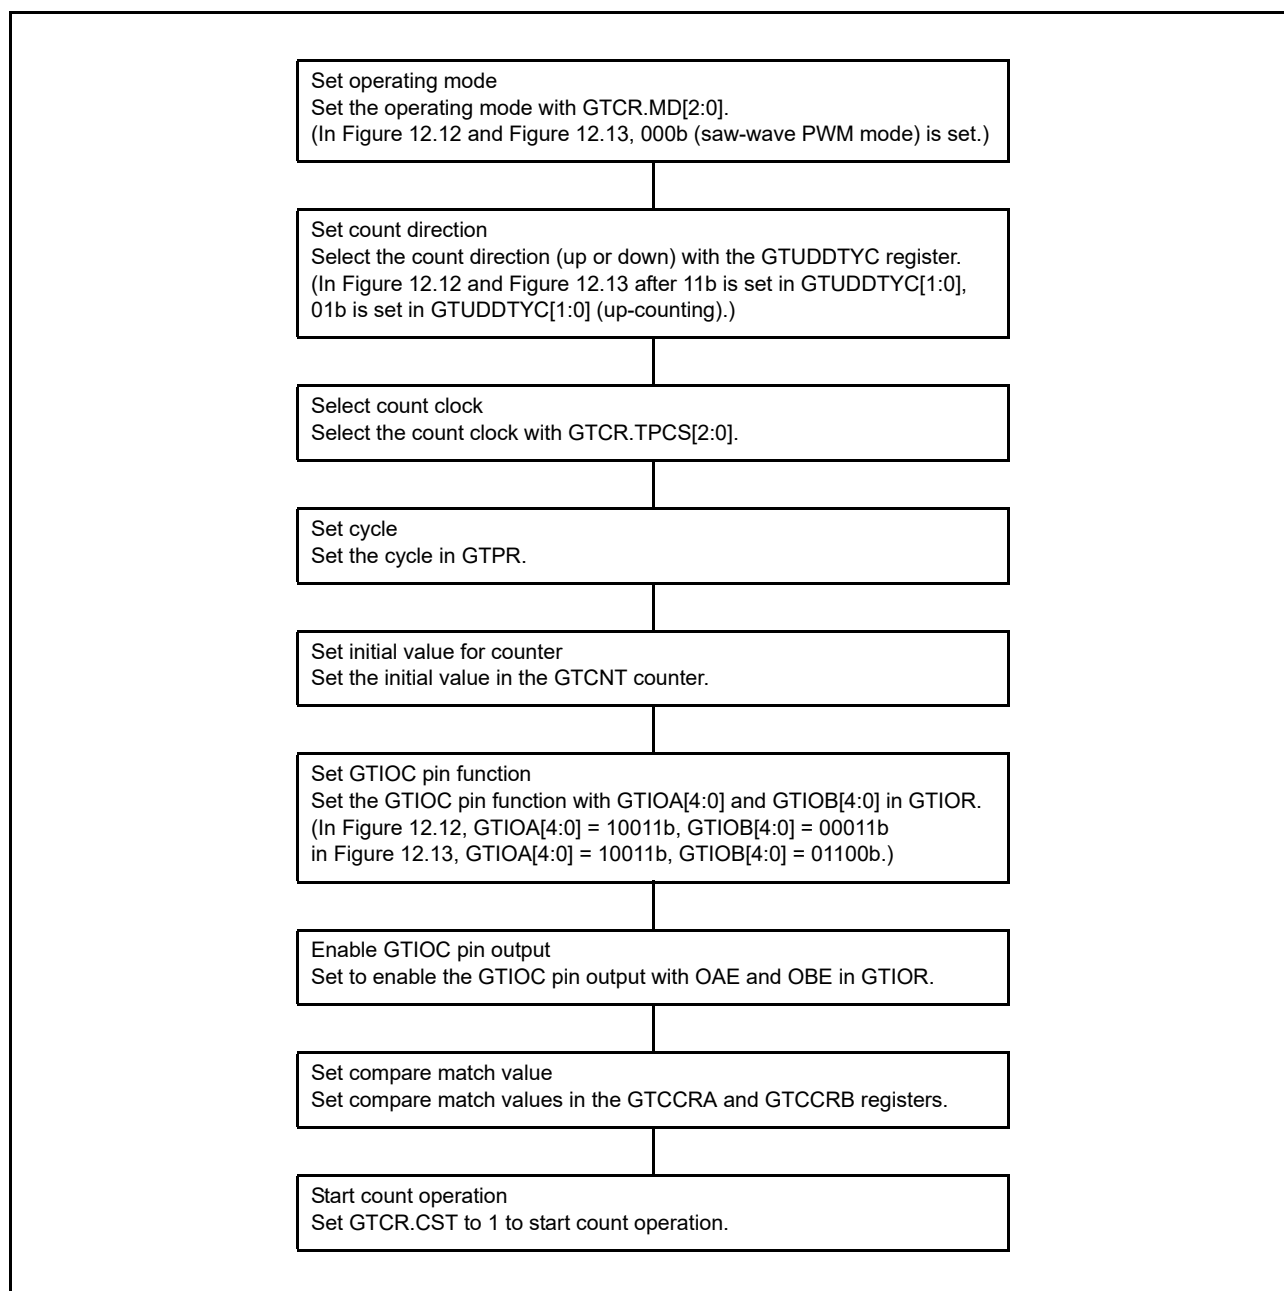 Set operating mode
Set the operating mode with GTCR.MD[2:0].
(In Figure 12.12 and Figure 12.13, 000b (saw-wave PWM mode) is set.)
Set count direction
Select the count direction (up or down) with the GTUDDTYC register.
(In Figure 12.12 and Figure 12.13 after 11b is set in GTUDDTYC[1:0],
01b is set in GTUDDTYC[1:0] (up-counting).)
Select count clock
Select the count clock with GTCR.TPCS[2:0].
Set cycle
Set the cycle in GTPR.
Set initial value for counter
Set the initial value in the GTCNT counter.
Set GTIOC pin function
Set the GTIOC pin function with GTIOA[4:0] and GTIOB[4:0] in GTIOR.
(In Figure 12.12, GTIOA[4:0] = 10011b, GTIOB[4:0] = 00011b
in Figure 12.13, GTIOA[4:0] = 10011b, GTIOB[4:0] = 01100b.)
Enable GTIOC pin output
Set to enable the GTIOC pin output with OAE and OBE in GTIOR.
Set compare match value
Set compare match values in the GTCCRA and GTCCRB registers.
Start count operation
Set GTCR.CST to 1 to start count operation.